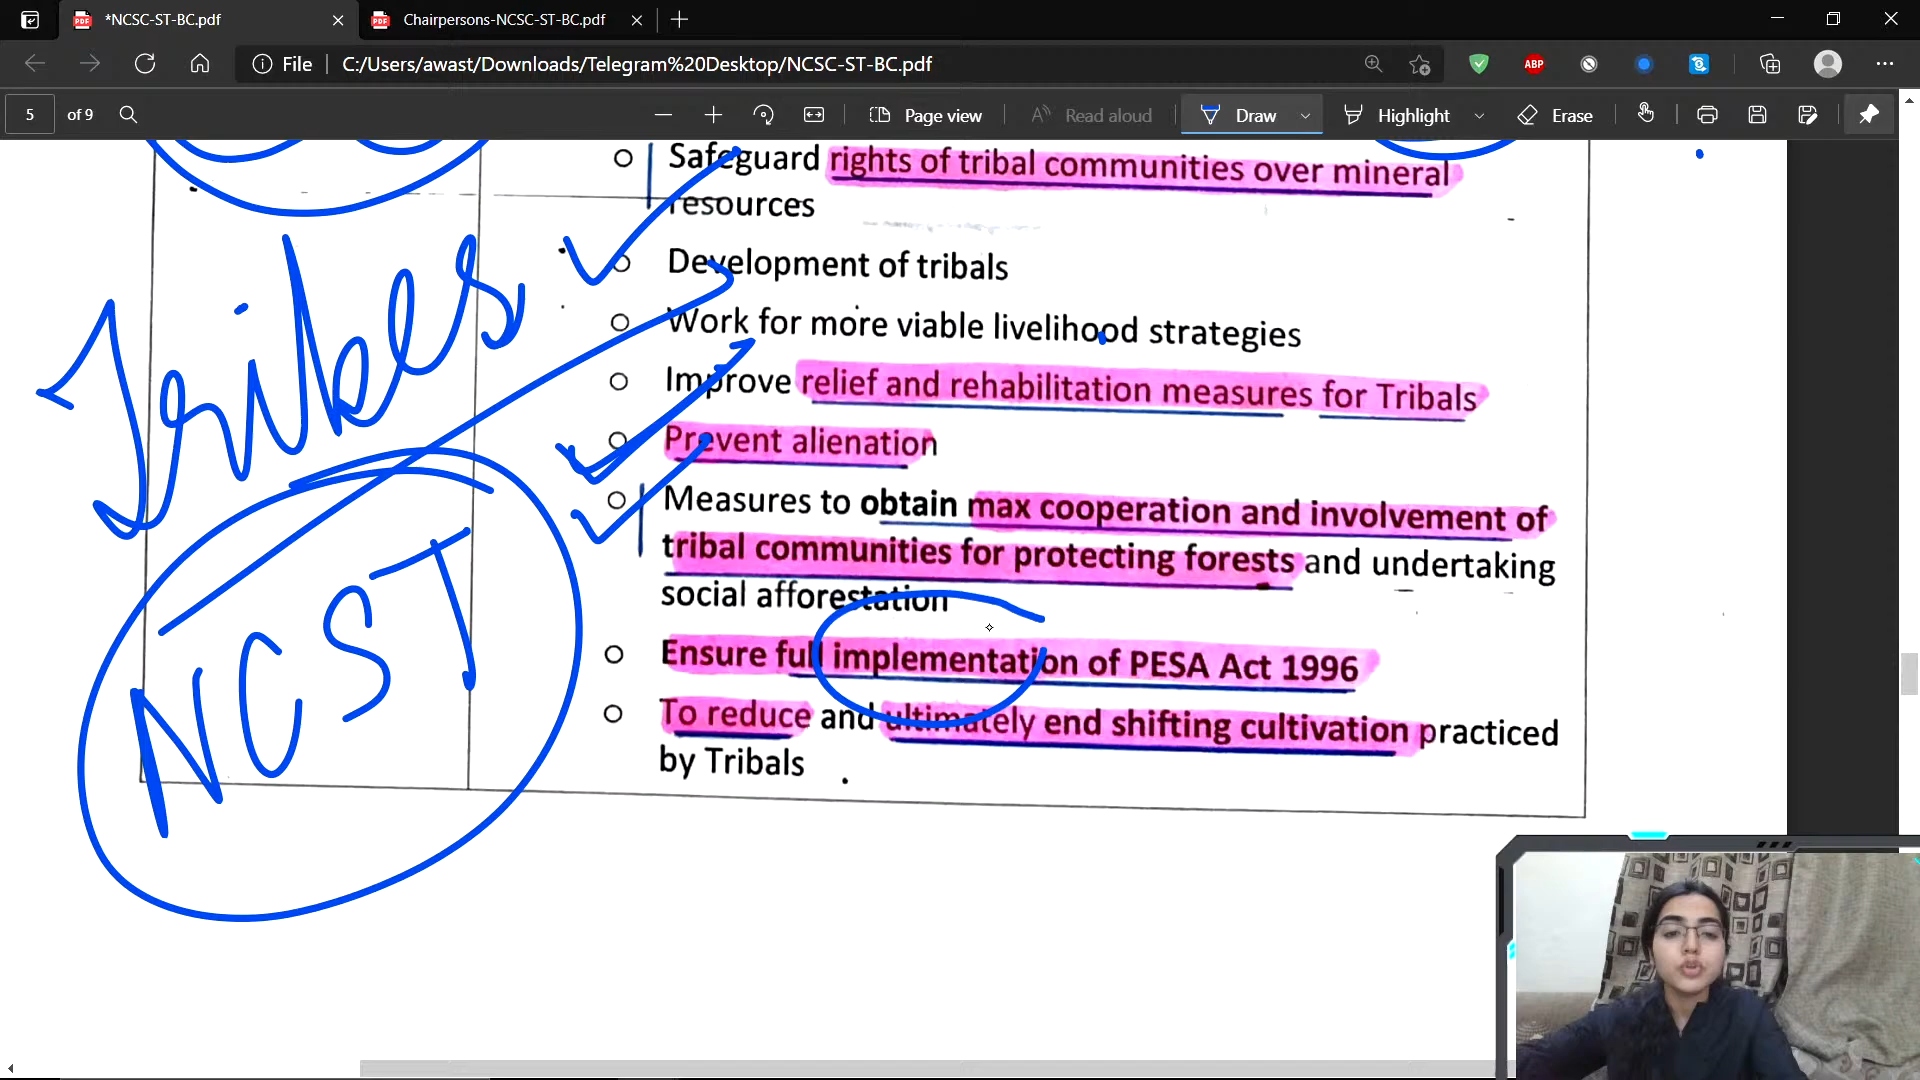 *NCSC-ST-BC.pdf
Chairpersons-NCSC-ST-BC.pdf
File
C:/Users/awast/Downloads/Telegram%20Desktop/NCSC-ST-BC.pdf
ABP
5 of 9
Page view
Read aloud
Draw
Highlight
Erase
Safeguard rights of tribal communities over mineral
resources
Development of tribals
Work for more viable livelihood strategies
Improve relief and rehabilitation measures for Tribals
Prevent alienation
Measures to obtain max cooperation and involvement of
tribal communities for protecting forests and undertaking
social afforestation
Ensure full implementation of PESA Act 1996
To reduce and ultimately end shifting cultivation practiced
by Tribals
Tribes
NCST